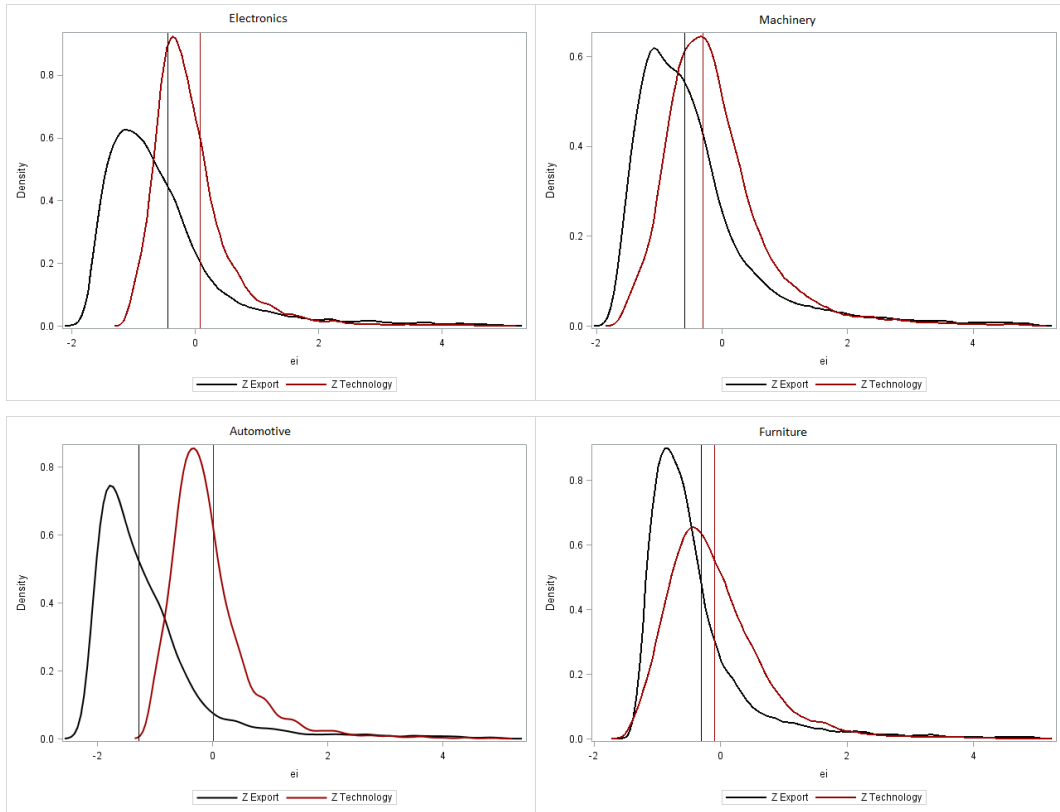 Electronics
0.8
0.6
0.4
0.2
0.0
Density
-2
0
2
4
ei
Z Export
Z Technology
Machinery
0.6
0.4
0.2
0.0
Density
-2
0
2
4
ei
Z Export
Z Technology
Automotive
0.8
0.6
0.4
0.2
0.0
Density
-2
0
2
4
ei
Z Export
Z Technology
Furniture
0.8
0.6
0.4
0.2
0.0
Density
-2
0
2
4
ei
Z Export
Z Technology